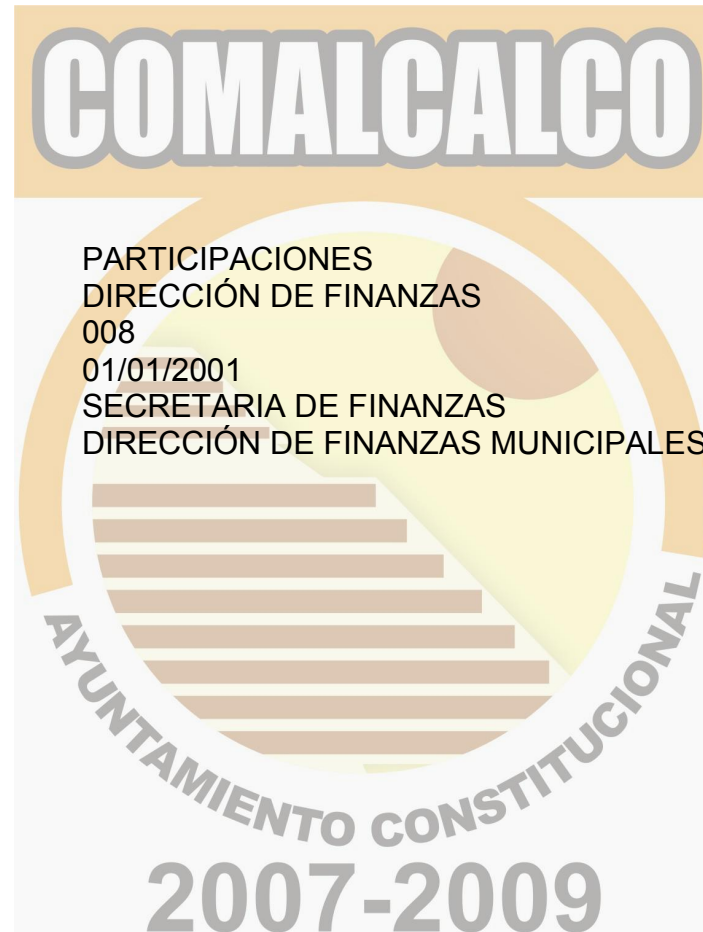 COMALCALCO
PARTICIPACIONES
DIRECCIÓN DE FINANZAS
008
01/01/2001
SECRETARIA DE FINANZAS
DIRECCIÓN DE FINANZAS MUNICIPALES
AYUNTAMIENTO CONSTITUCIONAL
2007-2009